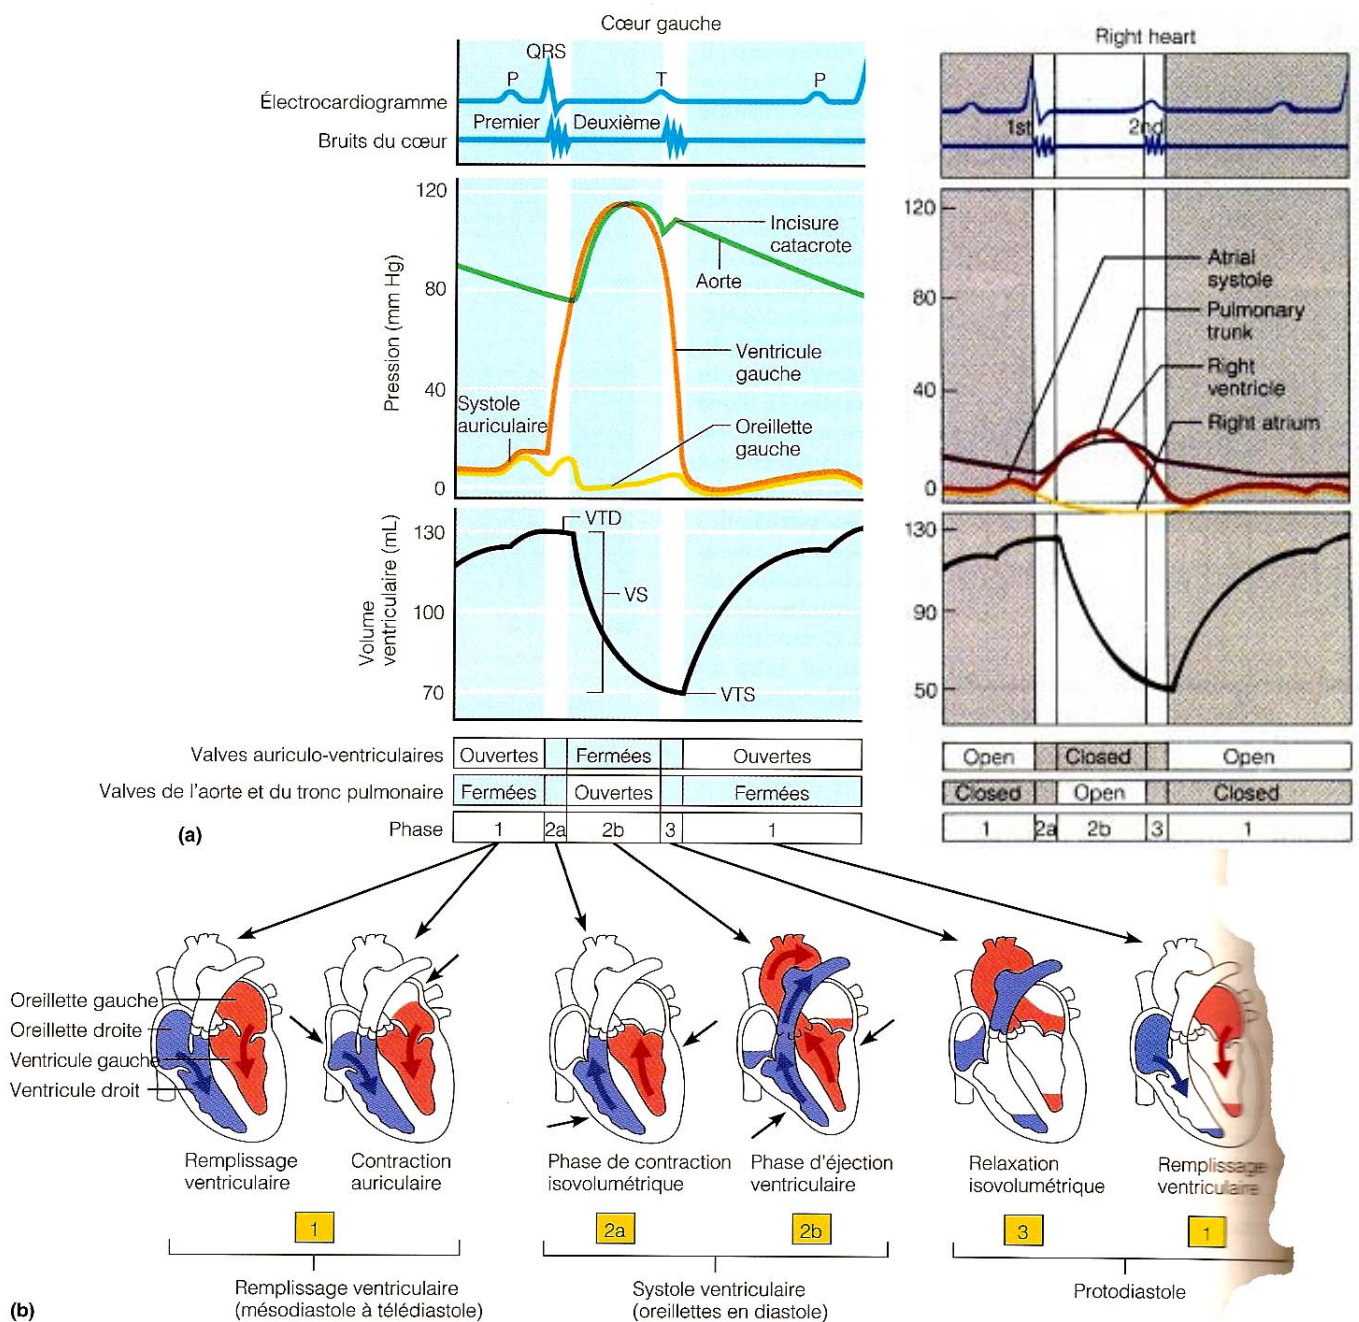 Cœur gauche
QRS
P
T
P
Électrocardiogramme
Premier
Deuxième
Bruits du cœur
120
80
40
0
Pression (mm Hg)
Incisure
catacrote
Aorte
Ventricule
gauche
Systole
auriculaire
Oreillette
gauche
130
100
70
Volume
ventriculaire (mL)
VTD
VS
VTS
Valves auriculo-ventriculaires
Ouvertes
Fermées
Ouvertes
Valves de l'aorte et du tronc pulmonaire
Fermées
Ouvertes
Fermées
(a)
Phase
1
2a
2b
3
1
Right heart
1st
2nd
120
80
40
0
Atrial
systole
Pulmonary
trunk
Right
ventricle
Right atrium
130
90
50
Open
Closed
Open
Closed
Open
Closed
1
2a
2b
3
1
Oreillette gauche
Oreillette droite
Ventricule gauche
Ventricule droit
Remplissage
ventriculaire
Contraction
auriculaire
Phase de contraction
isovolumétrique
Phase d'éjection
ventriculaire
Relaxation
isovolumétrique
Remplissage
ventriculaire
1
2a
2b
3
1
Remplissage ventriculaire
(mésodiastole à télédiastole)
Systole ventriculaire
(oreillettes en diastole)
Protodiastole
(b)